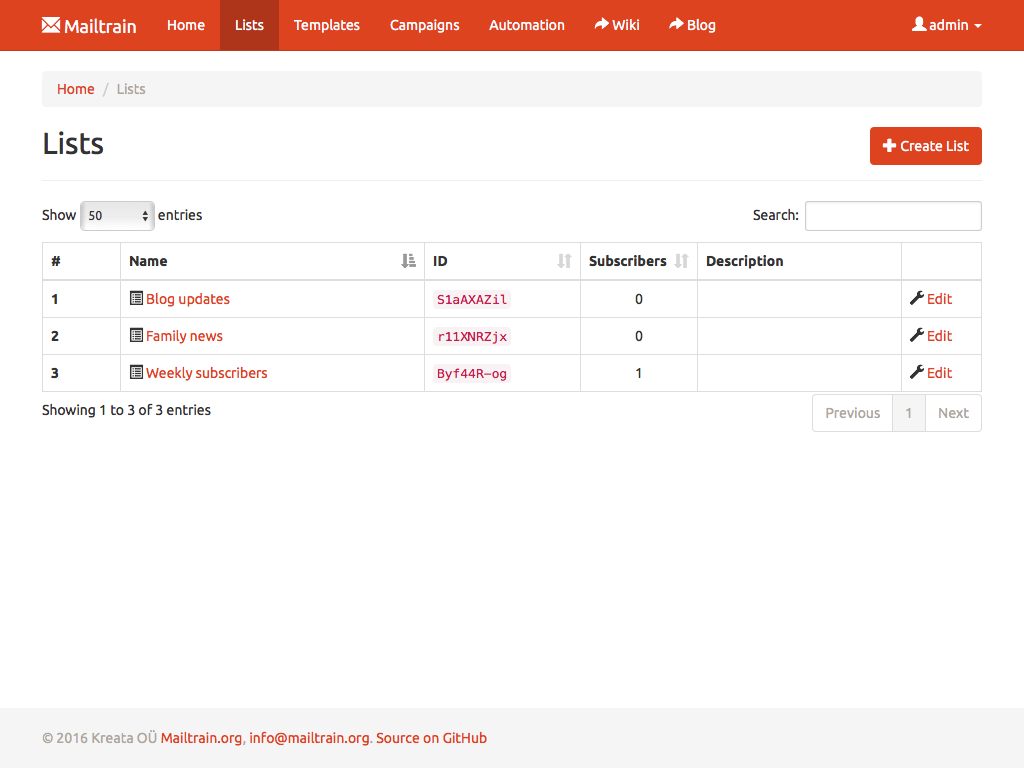 Mailtrain Home Lists Templates Campaigns Automation Wiki Blog admin
Home / Lists
Lists
Create List
Show 50 entries Search:
# Name ID Subscribers Description
1 Blog updates S1aAXAZil 0 Edit
2 Family news r11XNRZjx 0 Edit
3 Weekly subscribers Byf44R-og 1 Edit
Showing 1 to 3 of 3 entries
Previous 1 Next
© 2016 Kreata OÜ Mailtrain.org, info@mailtrain.org. Source on GitHub